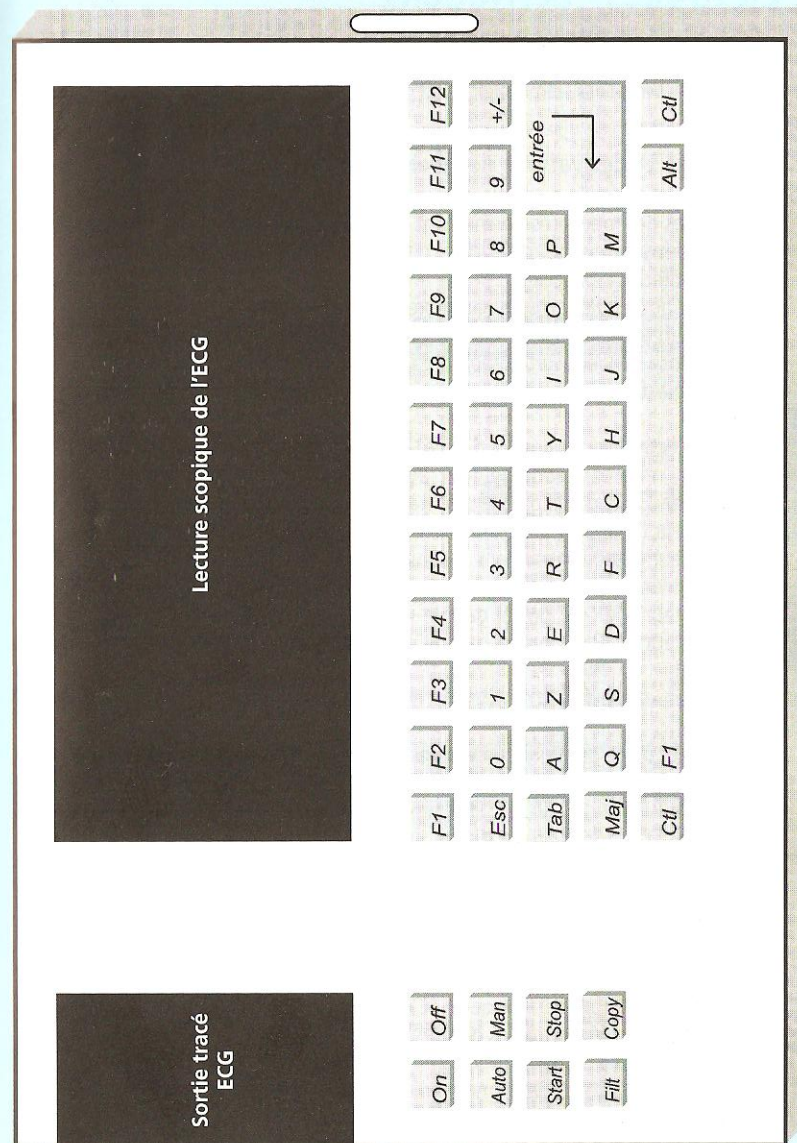 Sortie tracé
ECG
Lecture scopique de l'ECG
On Off F1 F2 F3 F4 F5 F6 F7 F8 F9 F10 F11 F12
Auto Man Esc 0 1 2 3 4 5 6 7 8 9 +/-
Start Stop Tab A Z E R T Y I O P entrée
Filt Copy Maj Q S D F C H J K M
Ctl F1 Alt Ctl